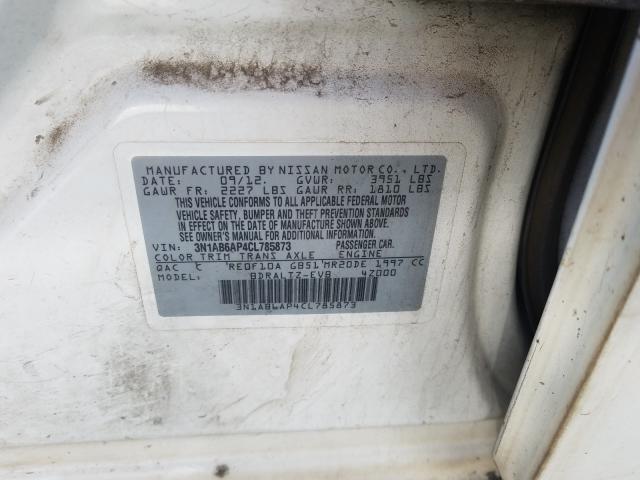 MANUFACTURED BY NISSAN MOTOR CO., LTD.
DATE: 09/12 GVWR: 3951 LBS
GAWR FR: 2227 LBS GAWR RR: 1810 LBS
THIS VEHICLE CONFORMS TO ALL APPLICABLE FEDERAL MOTOR
VEHICLE SAFETY, BUMPER AND THEFT PREVENTION STANDARDS
IN EFFECT ON THE DATE OF MANUFACTURE SHOWN ABOVE.
SEE OWNER'S MANUAL FOR ADDITIONAL INFORMATION
VIN: 3N1AB6AP4CL785873 PASSENGER CAR.
COLOR TRIM TRANS AXLE ENGINE
QAC C RE0F10A GB51 MR20DE 1997 CC
MODEL: BDRALTZ-EVB 4Z000
3N1AB6AP4CL785873